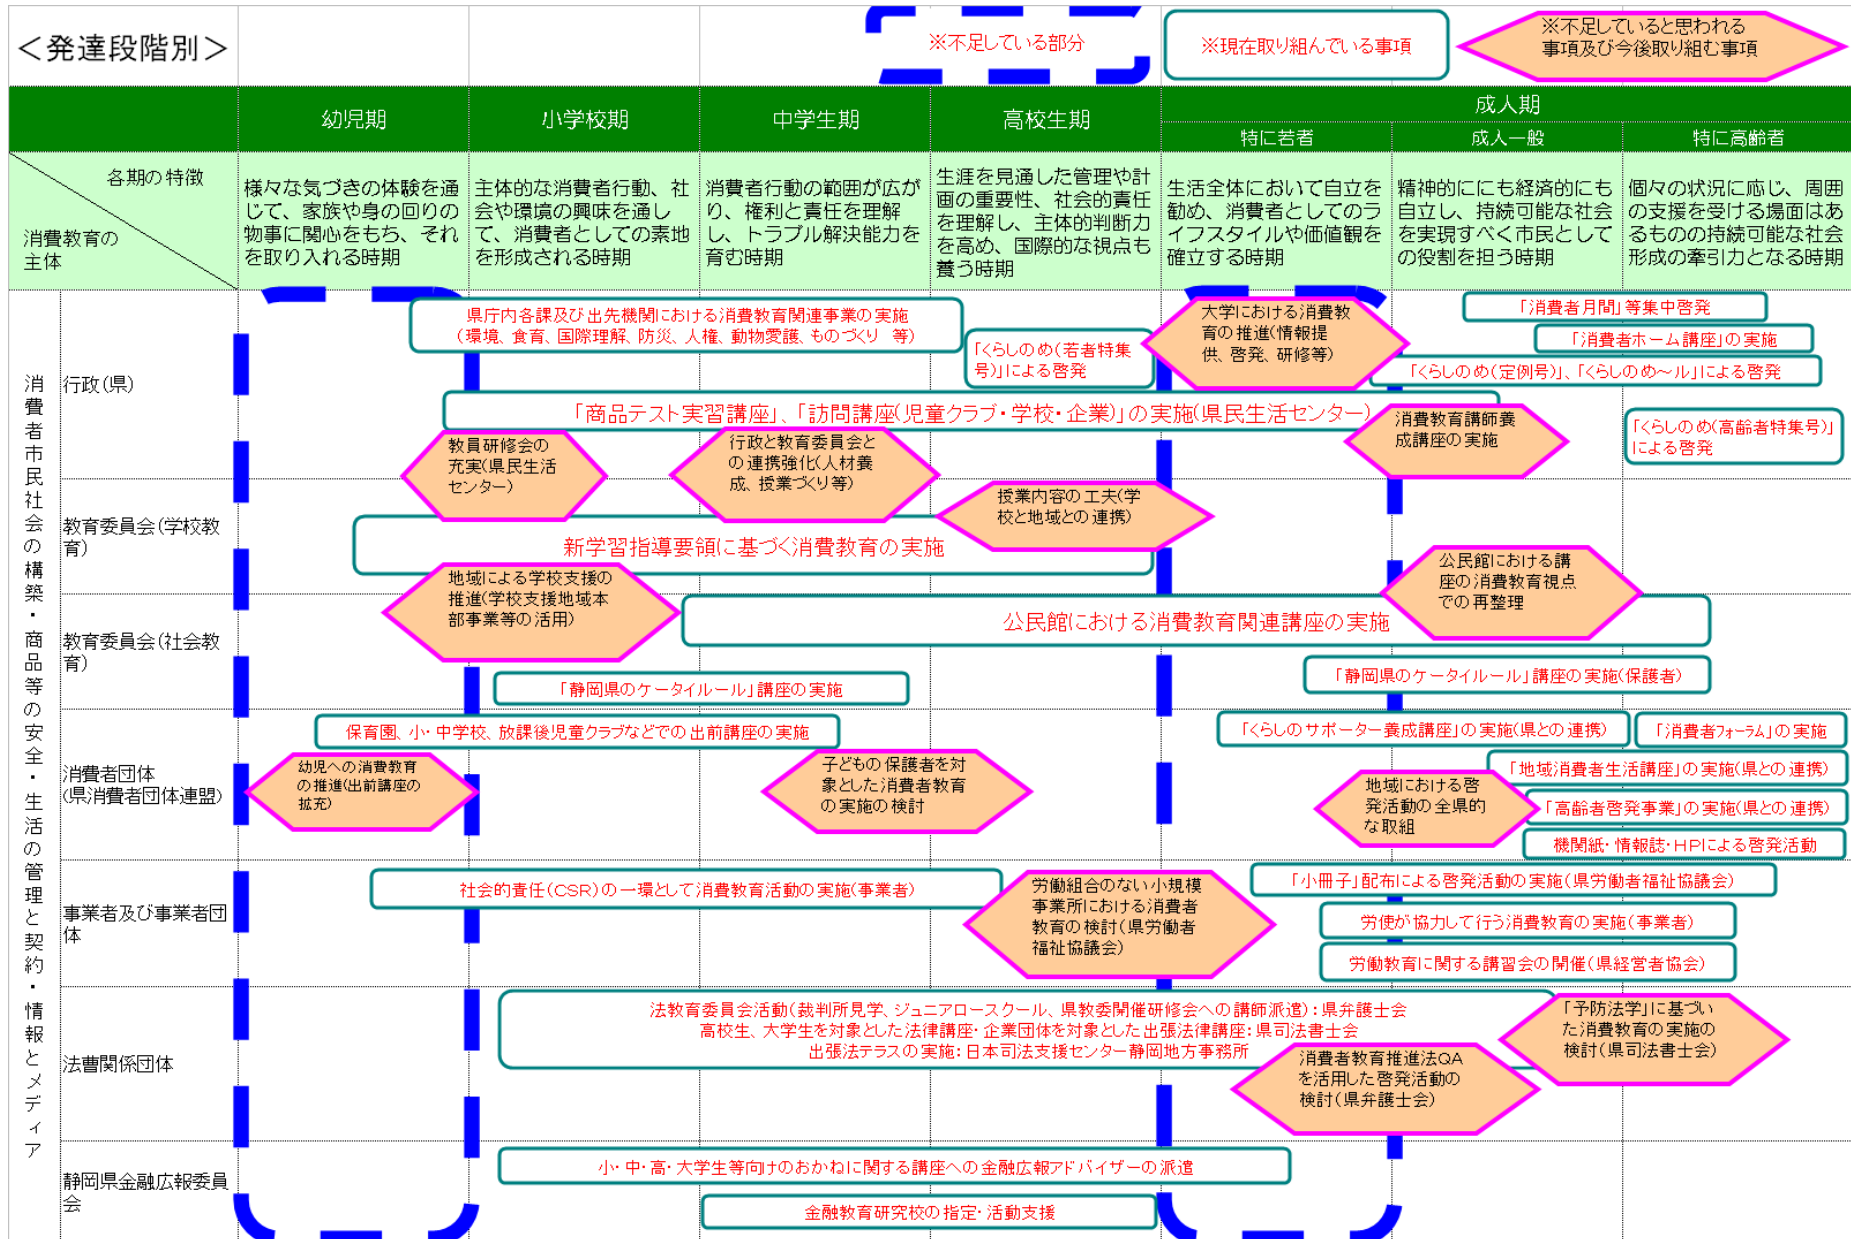 ＜発達段階別＞
※不足している部分
※現在取り組んでいる事項
※不足していると思われる
事項及び今後取り組む事項
幼児期
小学校期
中学生期
高校生期
成人期
特に若者
成人一般
特に高齢者
各期の特徴
消費教育の
主体
様々な気づきの体験を通
じて、家族や身の回りの
物事に関心をもち、それ
を取り入れる時期
主体的な消費者行動、社
会や環境の興味を通し
て、消費者としての素地
を形成される時期
消費者行動の範囲が広が
り、権利と責任を理解
し、トラブル解決能力を
育む時期
生涯を見通した管理や計
画の重要性、社会的責任
を理解し、主体的判断力
を高め、国際的な視点も
養う時期
生活全体において自立を
勧め、消費者としてのラ
イフスタイルや価値観を
確立する時期
精神的ににも経済的にも
自立し、持続可能な社会
を実現すべく市民として
の役割を担う時期
個々の状況に応じ、周囲
の支援を受ける場面はあ
るものの持続可能な社会
形成の牽引力となる時期
消費者市民社会の構築・商品等の安全・生活の管理と契約・情報とメディア
行政(県)
県庁内各課及び出先機関における消費教育関連事業の実施
(環境、食育、国際理解、防災、人権、動物愛護、ものづくり 等)
「くらしのめ(若者特集
号)」による啓発
大学における消費教
育の推進(情報提
供、啓発、研修等)
「消費者月間」等集中啓発
「消費者ホーム講座」の実施
「くらしのめ(定例号)」、「くらしのめ～ル」による啓発
「商品テスト実習講座」、「訪問講座(児童クラブ・学校・企業)」の実施(県民生活センター)
消費教育講師養
成講座の実施
「くらしのめ(高齢者特集号)」
による啓発
教員研修会の
充実(県民生活
センター)
行政と教育委員会と
の連携強化(人材養
成、授業づくり等)
教育委員会(学校教
育)
授業内容の工夫(学
校と地域との連携)
新学習指導要領に基づく消費教育の実施
地域による学校支援の
推進(学校支援地域本
部事業等の活用)
公民館における講
座の消費教育視点
での再整理
教育委員会(社会教
育)
公民館における消費教育関連講座の実施
「静岡県のケータイルール」講座の実施
「静岡県のケータイルール」講座の実施(保護者)
消費者団体
(県消費者団体連盟)
保育園、小・中学校、放課後児童クラブなどでの出前講座の実施
「くらしのサポーター養成講座」の実施(県との連携)
「消費者フォーラム」の実施
幼児への消費教育
の推進(出前講座の
拡充)
子どもの保護者を対
象とした消費者教育
の実施の検討
地域における啓
発活動の全県的
な取組
「地域消費者生活講座」の実施(県との連携)
「高齢者啓発事業」の実施(県との連携)
機関紙・情報誌・HPによる啓発活動
事業者及び事業者団
体
社会的責任(CSR)の一環として消費教育活動の実施(事業者)
労働組合のない小規模
事業所における消費者
教育の検討(県労働者
福祉協議会)
「小冊子」配布による啓発活動の実施(県労働者福祉協議会)
労使が協力して行う消費教育の実施(事業者)
労働教育に関する講習会の開催(県経営者協会)
法曹関係団体
法教育委員会活動(裁判所見学、ジュニアロースクール、県教委開催研修会への講師派遣)：県弁護士会
高校生、大学生を対象とした法律講座・企業団体を対象とした出張法律講座：県司法書士会
出張法テラスの実施：日本司法支援センター静岡地方事務所
「予防法学」に基づい
た消費教育の実施の
検討(県司法書士会)
消費者教育推進法QA
を活用した啓発活動の
検討(県弁護士会)
静岡県金融広報委員
会
小・中・高・大学生等向けのおかねに関する講座への金融広報アドバイザーの派遣
金融教育研究校の指定・活動支援